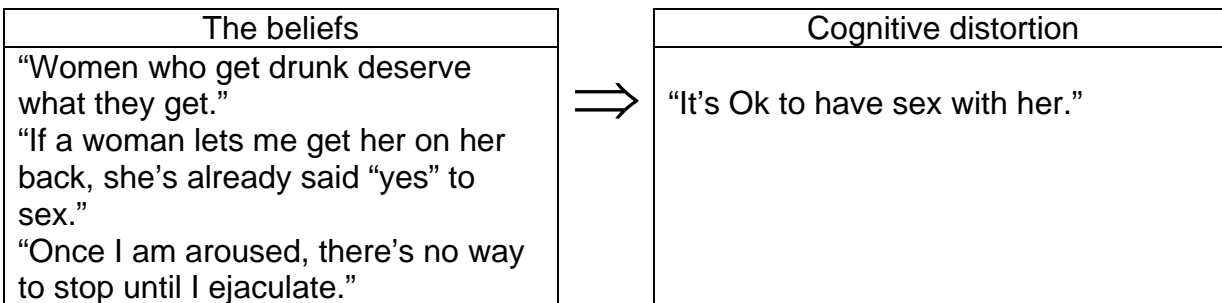 The beliefs
“Women who get drunk deserve
what they get.”
“If a woman lets me get her on her
back, she’s already said “yes” to
sex.”
“Once I am aroused, there’s no way
to stop until I ejaculate.”
Cognitive distortion
“It’s Ok to have sex with her.”